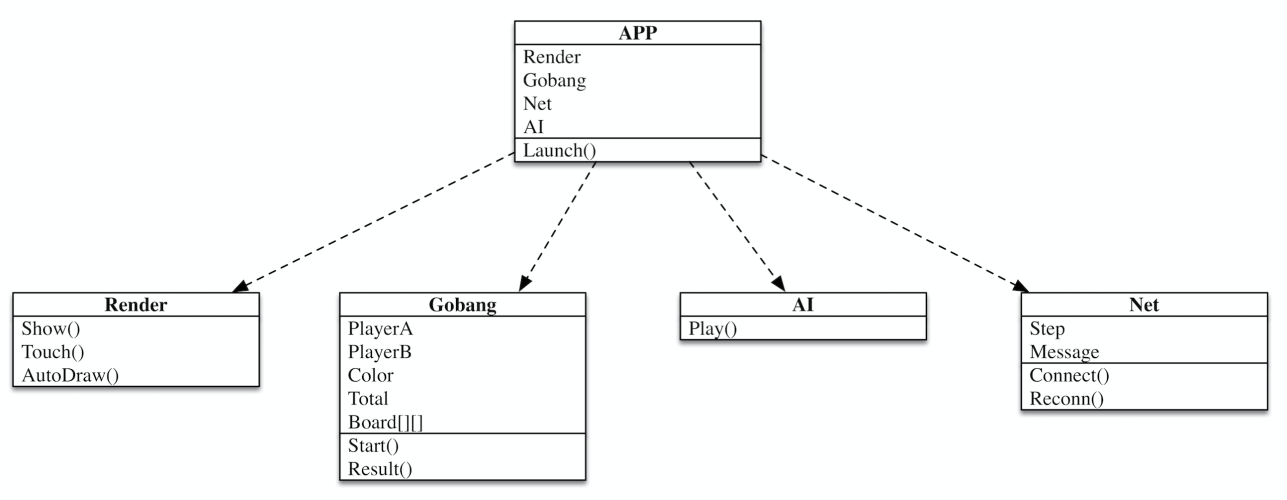 APP
Render
Gobang
Net
AI
Launch()
Render
Show()
Touch()
AutoDraw()
Gobang
PlayerA
PlayerB
Color
Total
Board[][]
Start()
Result()
AI
Play()
Net
Step
Message
Connect()
Reconn()